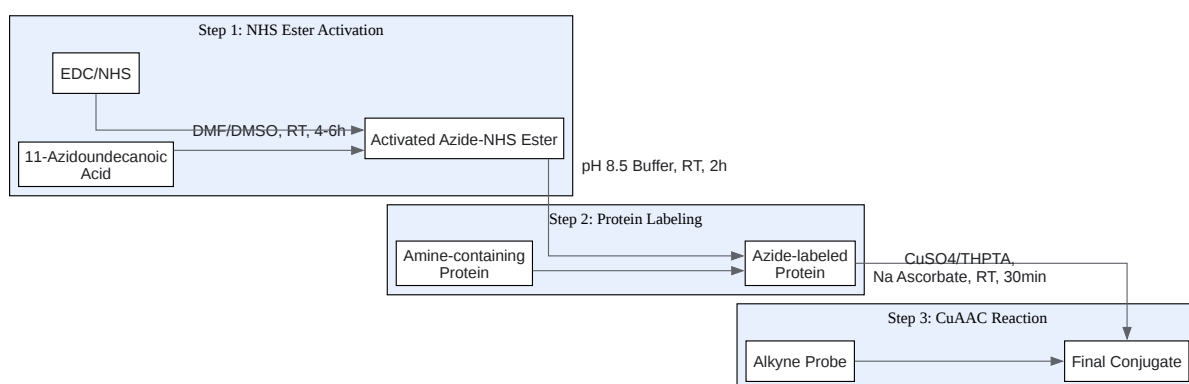 Step 1: NHS Ester Activation
EDC/NHS
DMF/DMSO, RT, 4-6h
Activated Azide-NHS Ester
11-Azidoundecanoic
Acid
pH 8.5 Buffer, RT, 2h
Step 2: Protein Labeling
Amine-containing
Protein
Azide-labeled
Protein
CuSO4/THPTA,
Na Ascorbate, RT, 30min
Step 3: CuAAC Reaction
Alkyne Probe
Final Conjugate